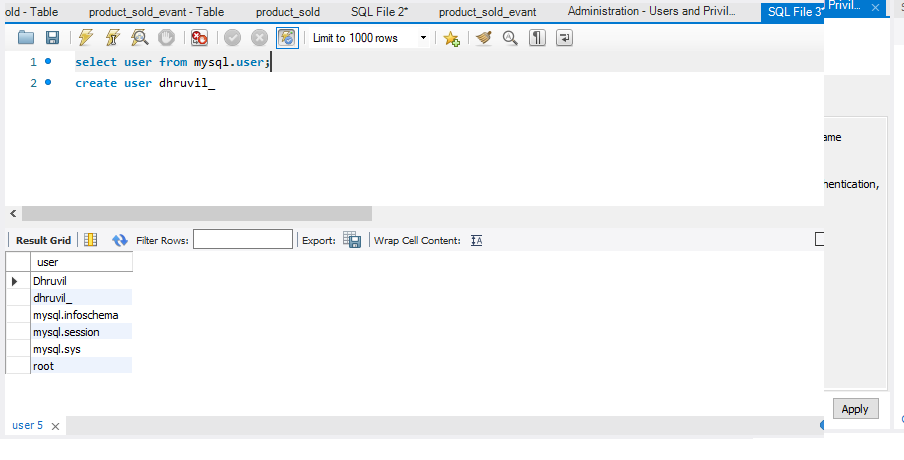 old - Table product_sold_evant - Table product_sold SQL File 2* product_sold_evant Administration - Users and Privil... SQL File 3* Privil...
Limit to 1000 rows
1 select user from mysql.user;
2 create user dhruvil_
ame
hentication,
Result Grid Filter Rows: Export: Wrap Cell Content:
user
Dhruvil
dhruvil_
mysql.infoschema
mysql.session
mysql.sys
root
Apply
user 5